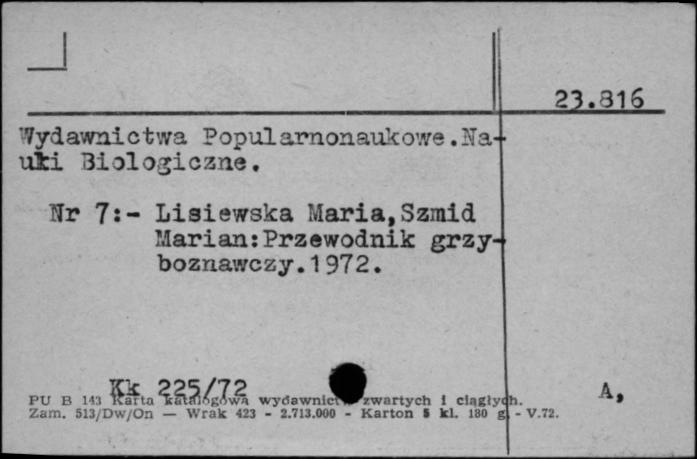 23.816
Wydawnictwa Popularnonaukowe.Na-
uki Biologiczne.
Nr 7:- Lisiewska Maria,Szmid
Marian:Przewodnik grzy-
boznawczy.1972.
Kk 225/72
A,
PU B 143 Karta katalogowa wydawnictw zwartych i ciągłych.
Zam. 513/Dw/On — Wrak 423 - 2.713.000 - Karton 5 kl. 180 g. - V.72.